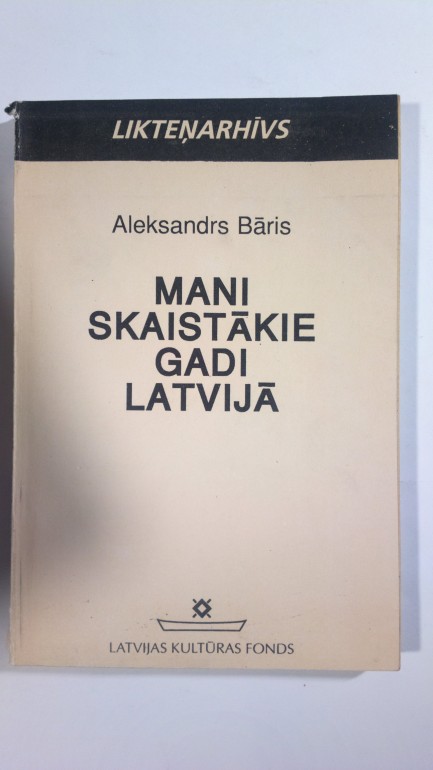 LIKTEŅARHĪVS
Aleksandrs Bāris
MANI
SKAISTĀKIE
GADI
LATVIJĀ
LATVIJAS KULTŪRAS FONDS